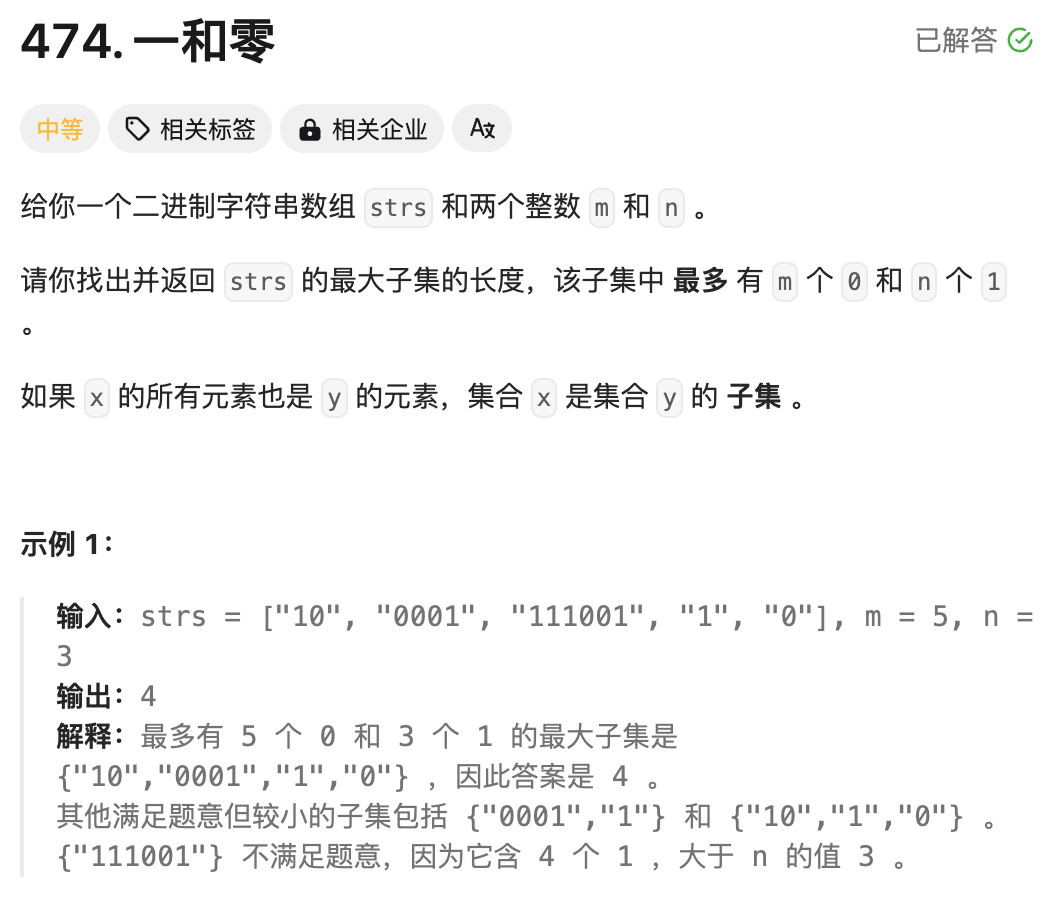 474. 一和零
已解答
中等 相关标签 相关企业 A文
给你一个二进制字符串数组 strs 和两个整数 m 和 n 。
请你找出并返回 strs 的最大子集的长度，该子集中 最多 有 m 个 0 和 n 个 1
。
如果 x 的所有元素也是 y 的元素，集合 x 是集合 y 的 子集 。
示例 1：
输入：strs = ["10", "0001", "111001", "1", "0"], m = 5, n =
3
输出：4
解释：最多有 5 个 0 和 3 个 1 的最大子集是
{"10","0001","1","0"} ，因此答案是 4 。
其他满足题意但较小的子集包括 {"0001","1"} 和 {"10","1","0"} 。
{"111001"} 不满足题意，因为它含 4 个 1 ，大于 n 的值 3 。